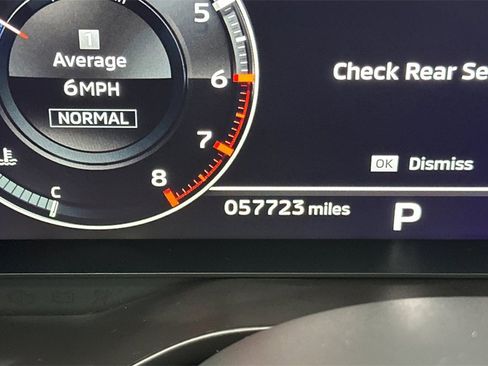 5
1
Average
6MPH
NORMAL
6
7
8
C
Check Rear Se
OK Dismiss
057723 miles
P